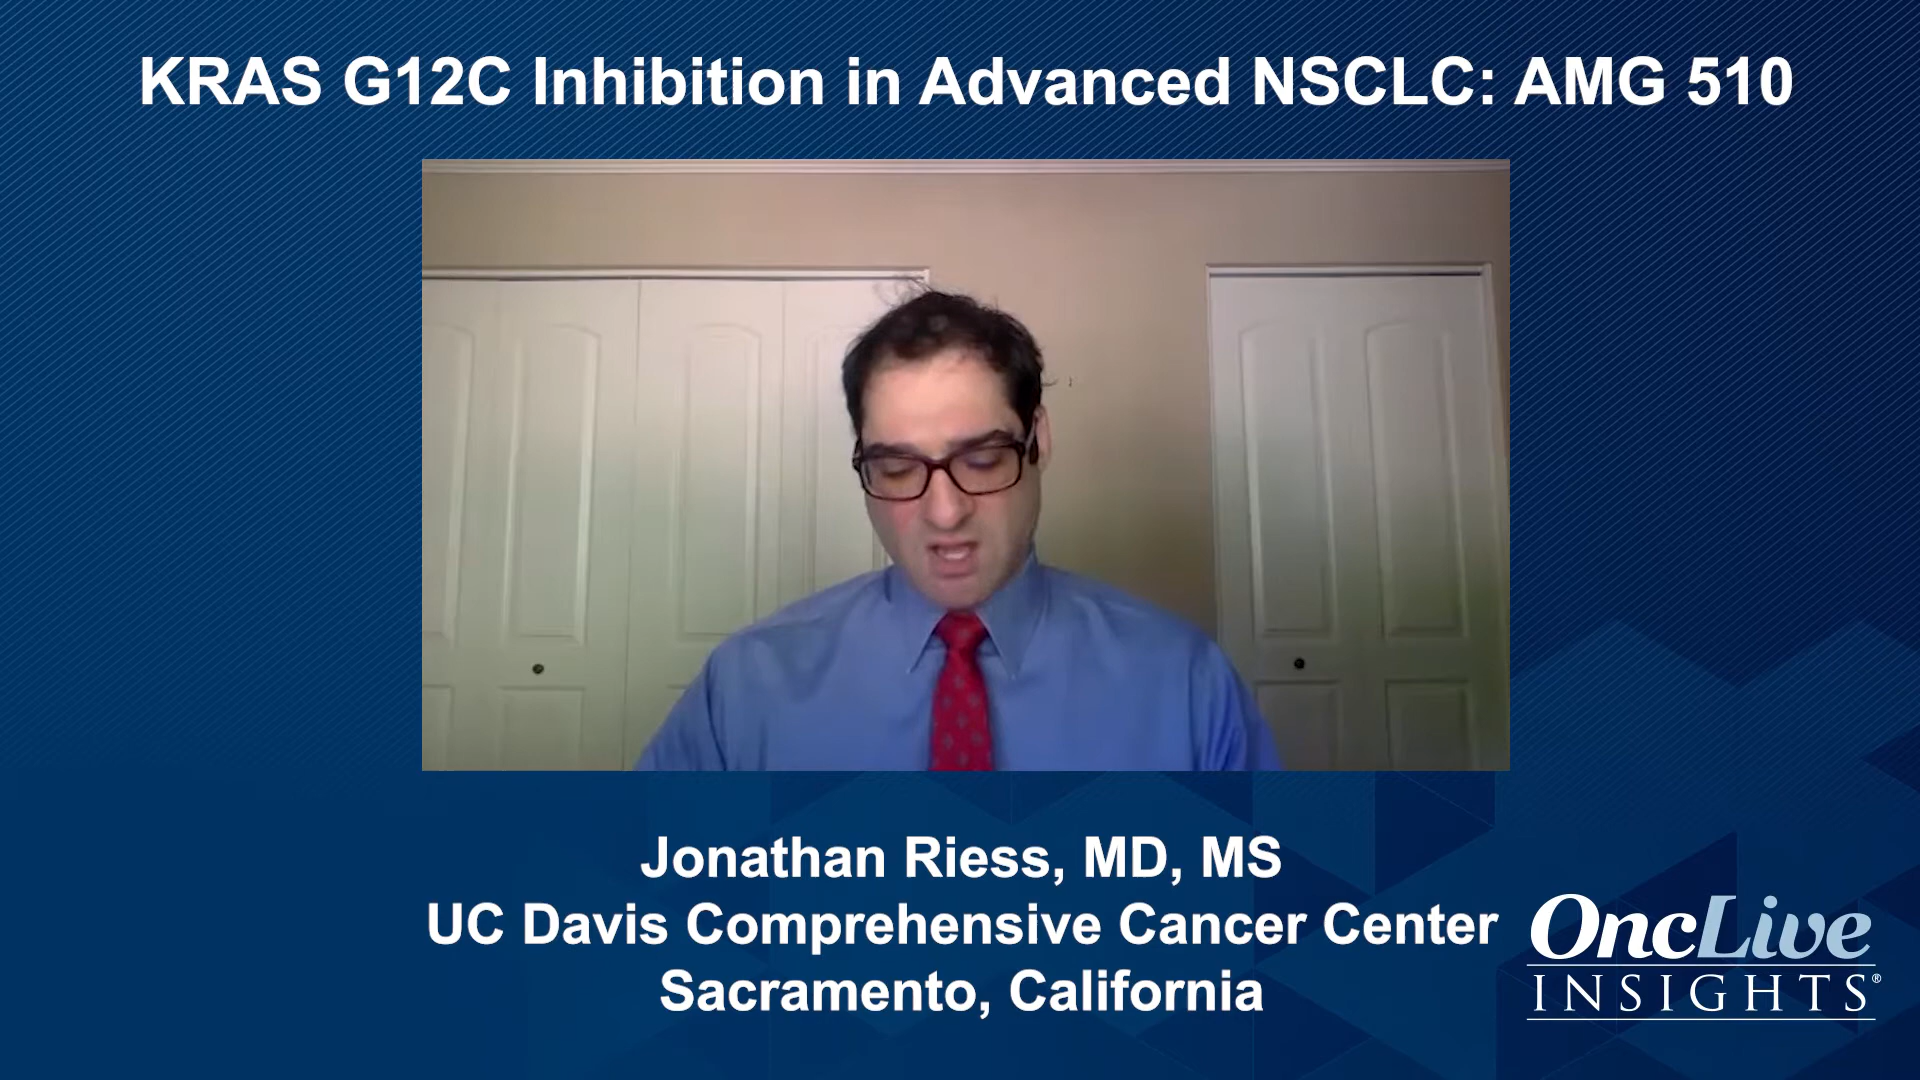 KRAS G12C Inhibition in Advanced NSCLC: AMG 510
Jonathan Riess, MD, MS
UC Davis Comprehensive Cancer Center
Sacramento, California
OncLive
INSIGHTS®